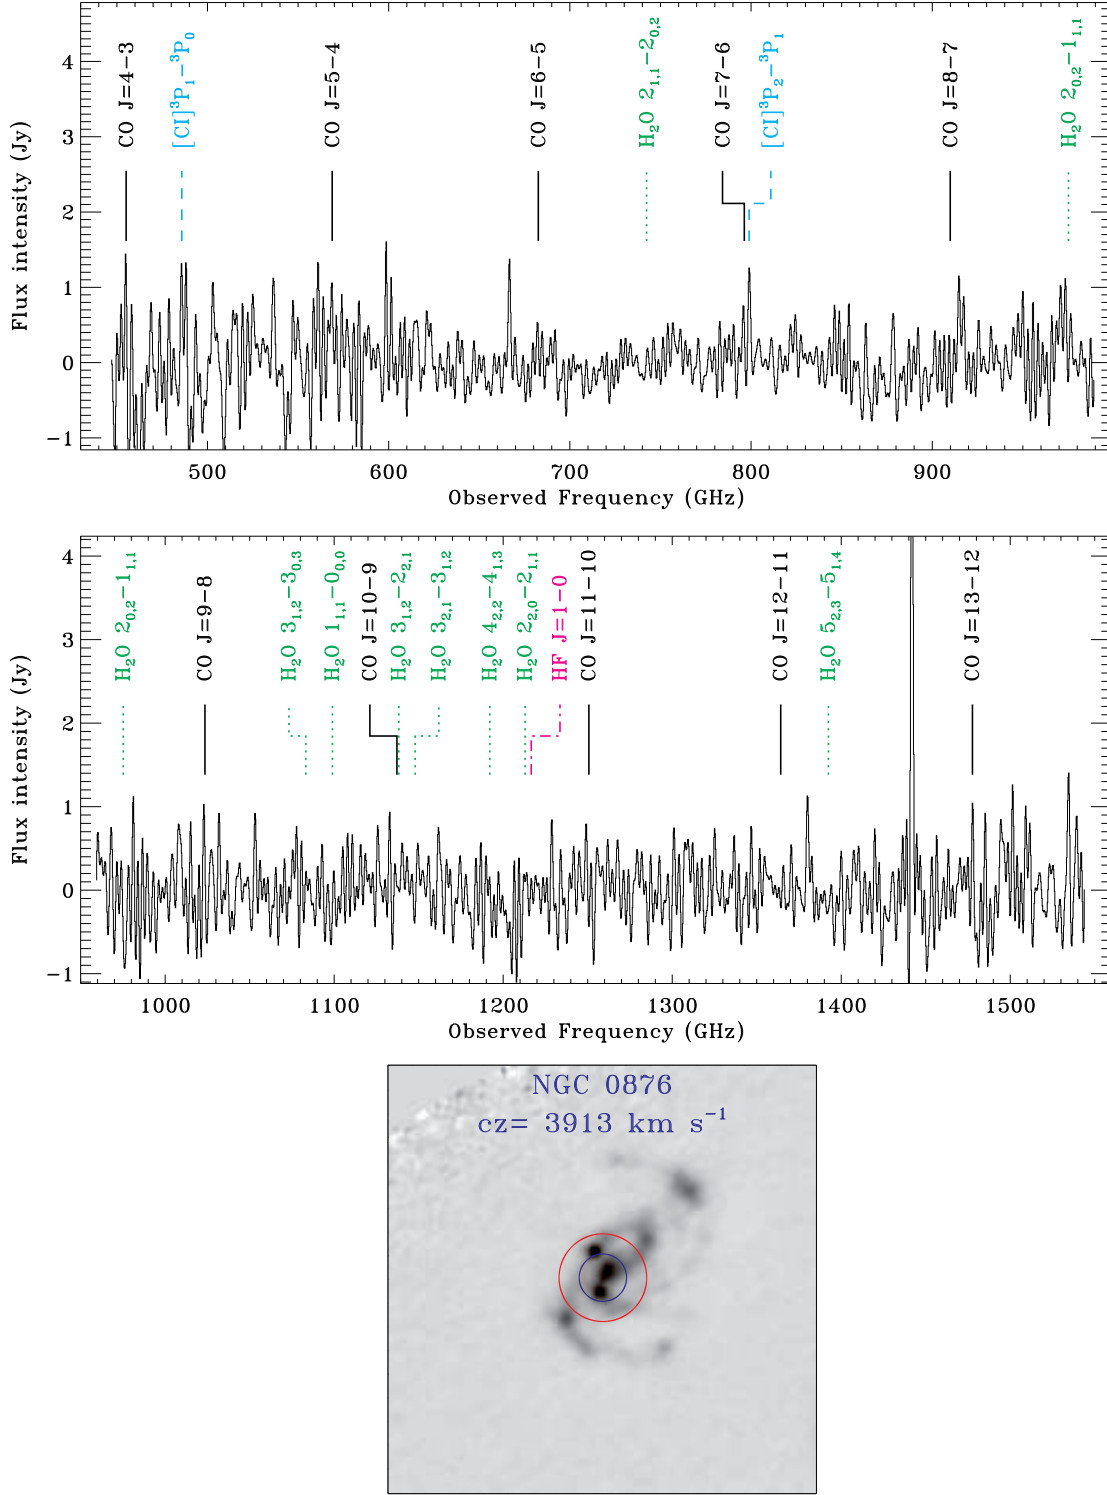 CO J=4−3
[CI]³P₁−³P₀
CO J=5−4
CO J=6−5
H₂O 2₁,₁−2₀,₂
CO J=7−6
[CI]³P₂−³P₁
CO J=8−7
H₂O 2₀,₂−1₁,₁
Flux intensity (Jy)
4
3
2
1
0
−1
500 600 700 800 900
Observed Frequency (GHz)
H₂O 2₀,₂−1₁,₁
CO J=9−8
H₂O 3₁,₂−3₀,₃
H₂O 1₁,₁−0₀,₀
CO J=10−9
H₂O 3₁,₂−2₂,₁
H₂O 3₂,₁−3₁,₂
H₂O 4₂,₂−4₁,₃
H₂O 2₂,₀−2₁,₁
HF J=1−0
CO J=11−10
CO J=12−11
H₂O 5₂,₃−5₁,₄
CO J=13−12
Flux intensity (Jy)
4
3
2
1
0
−1
1000 1100 1200 1300 1400 1500
Observed Frequency (GHz)
NGC 0876
cz= 3913 km s⁻¹